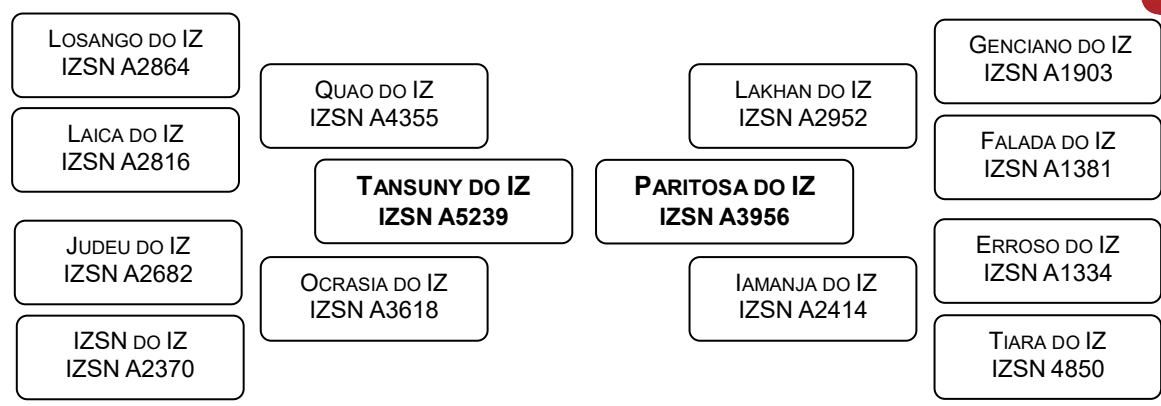 LOSANGO DO IZ
IZSN A2864
LAICA DO IZ
IZSN A2816
QUAO DO IZ
IZSN A4355
TANSUNY DO IZ
IZSN A5239
JUDEU DO IZ
IZSN A2682
IZSN DO IZ
IZSN A2370
OCRASIA DO IZ
IZSN A3618
LAKHAN DO IZ
IZSN A2952
PARITOSA DO IZ
IZSN A3956
IAMANJA DO IZ
IZSN A2414
GENCIANO DO IZ
IZSN A1903
FALADA DO IZ
IZSN A1381
ERROSO DO IZ
IZSN A1334
TIARA DO IZ
IZSN 4850